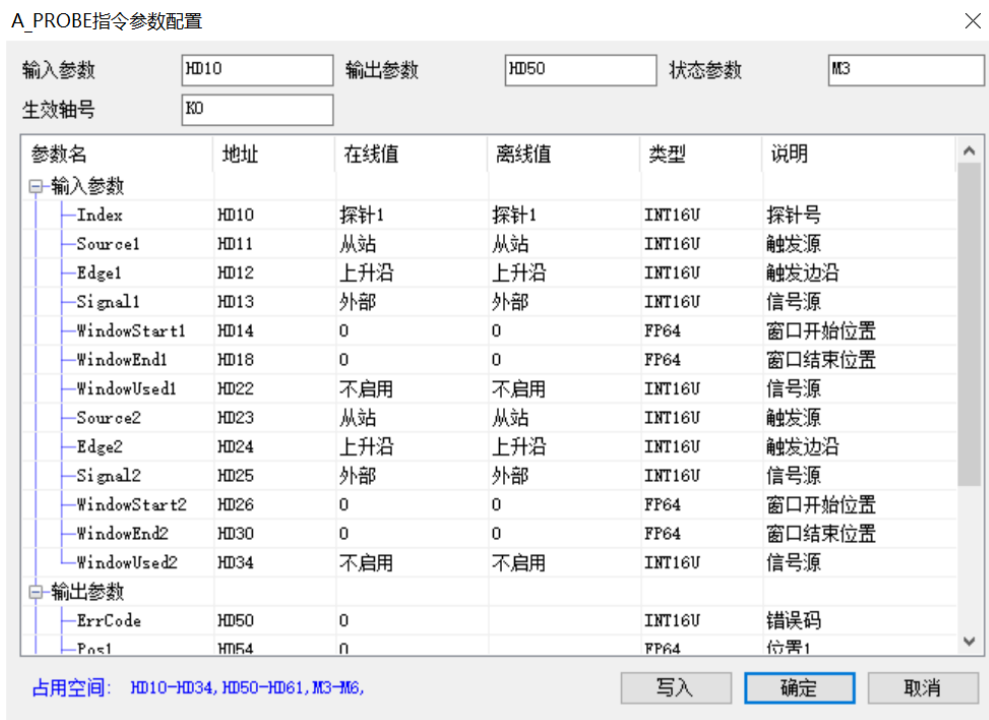 A_PROBE指令参数配置
输入参数 HD10 输出参数 HD50 状态参数 M3
生效轴号 K0
参数名 地址 在线值 离线值 类型 说明
输入参数
Index HD10 探针1 探针1 INT16U 探针号
Source1 HD11 从站 从站 INT16U 触发源
Edge1 HD12 上升沿 上升沿 INT16U 触发边沿
Signal1 HD13 外部 外部 INT16U 信号源
WindowStart1 HD14 0 0 FP64 窗口开始位置
WindowEnd1 HD18 0 0 FP64 窗口结束位置
WindowUsed1 HD22 不启用 不启用 INT16U 信号源
Source2 HD23 从站 从站 INT16U 触发源
Edge2 HD24 上升沿 上升沿 INT16U 触发边沿
Signal2 HD25 外部 外部 INT16U 信号源
WindowStart2 HD26 0 0 FP64 窗口开始位置
WindowEnd2 HD30 0 0 FP64 窗口结束位置
WindowUsed2 HD34 不启用 不启用 INT16U 信号源
输出参数
ErrCode HD50 0 INT16U 错误码
Pos1 HD54 0 FP64 位置1
占用空间: HD10-HD34,HD50-HD61,M3-M6, 写入 确定 取消